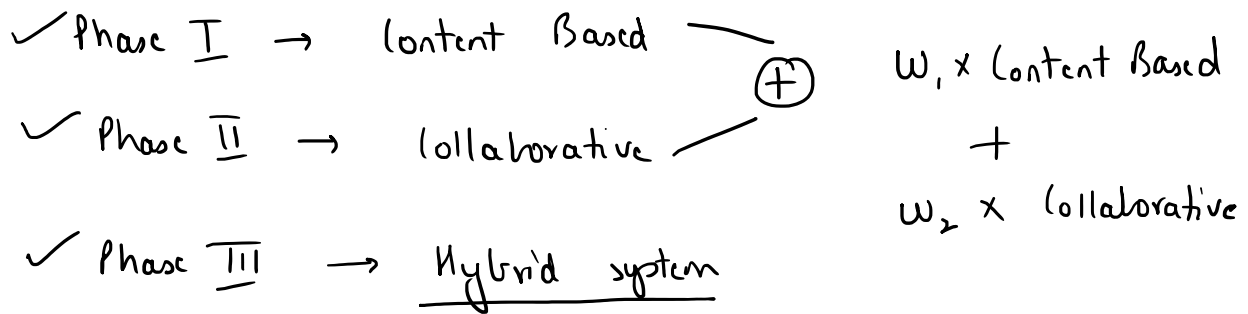 ✓ Phase I → Content Based
✓ Phase II → Collaborative
✓ Phase III → Hybrid system
+
w₁ × Content Based
+
w₂ × Collaborative